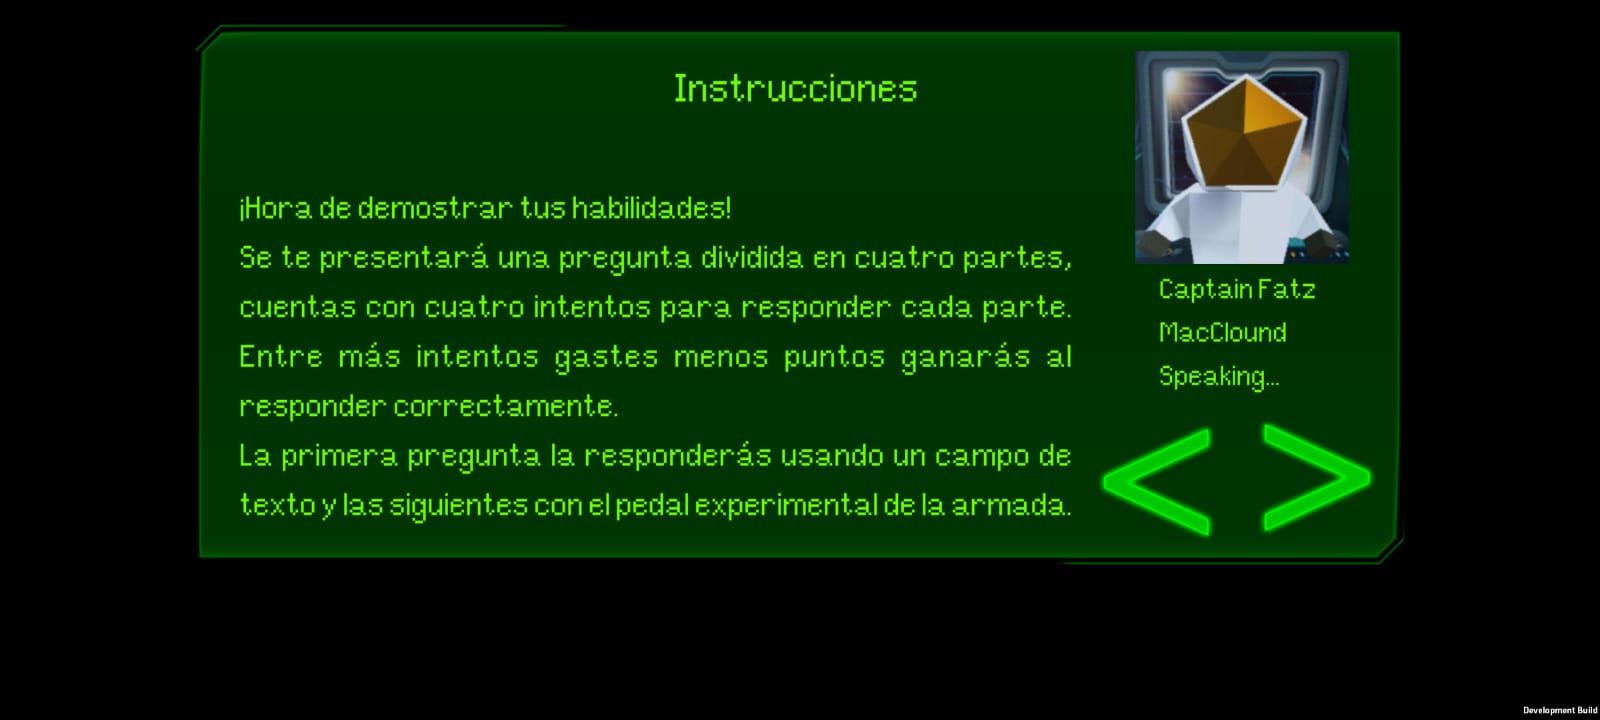 Instrucciones
¡Hora de demostrar tus habilidades!
Se te presentará una pregunta dividida en cuatro partes,
cuentas con cuatro intentos para responder cada parte.
Entre más intentos gastes menos puntos ganarás al
responder correctamente.
La primera pregunta la responderás usando un campo de
texto y las siguientes con el pedal experimental de la armada.
Captain Fatz
MacClound
Speaking...
Development Build